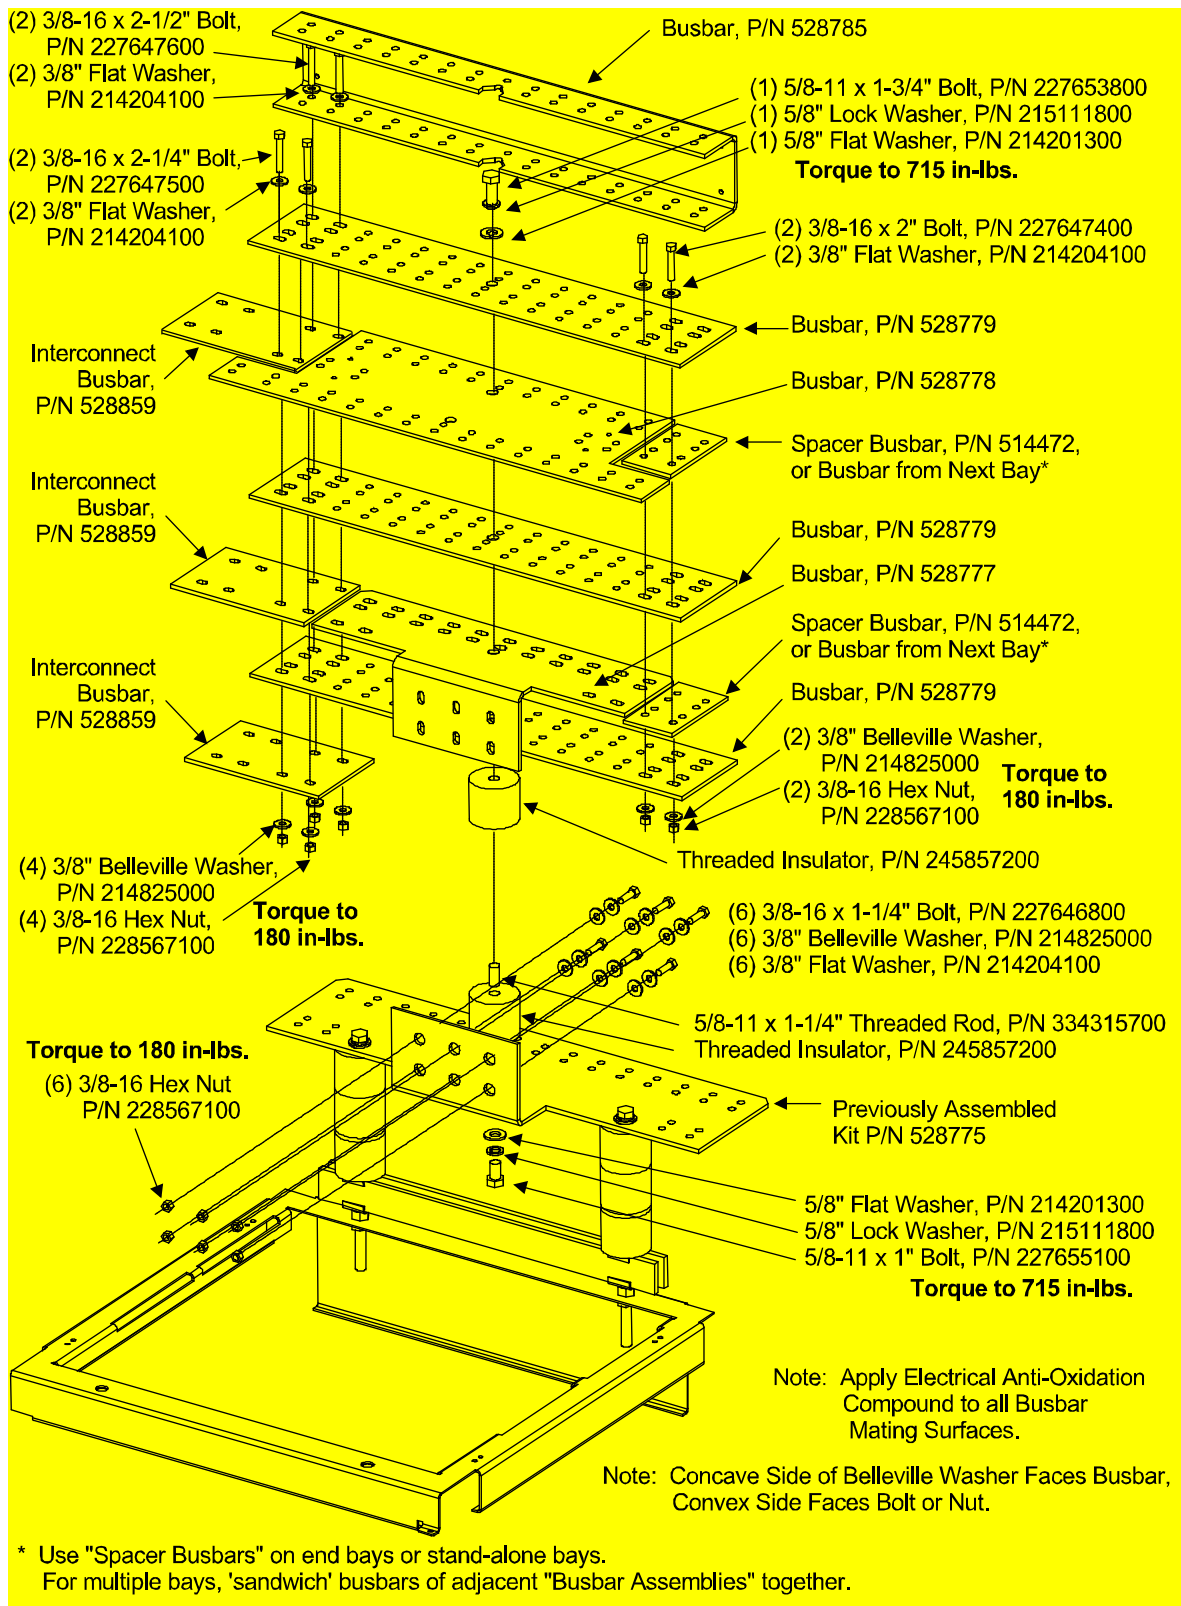 (2) 3/8-16 x 2-1/2" Bolt,
P/N 227647600
(2) 3/8" Flat Washer,
P/N 214204100
(2) 3/8-16 x 2-1/4" Bolt,
P/N 227647500
(2) 3/8" Flat Washer,
P/N 214204100
Busbar, P/N 528785
(1) 5/8-11 x 1-3/4" Bolt, P/N 227653800
(1) 5/8" Lock Washer, P/N 215111800
(1) 5/8" Flat Washer, P/N 214201300
Torque to 715 in-lbs.
(2) 3/8-16 x 2" Bolt, P/N 227647400
(2) 3/8" Flat Washer, P/N 214204100
Busbar, P/N 528779
Interconnect
Busbar,
P/N 528859
Busbar, P/N 528778
Spacer Busbar, P/N 514472,
or Busbar from Next Bay*
Interconnect
Busbar,
P/N 528859
Busbar, P/N 528779
Busbar, P/N 528777
Spacer Busbar, P/N 514472,
or Busbar from Next Bay*
Interconnect
Busbar,
P/N 528859
Busbar, P/N 528779
(2) 3/8" Belleville Washer,
P/N 214825000
(2) 3/8-16 Hex Nut,
P/N 228567100
Torque to
180 in-lbs.
Threaded Insulator, P/N 245857200
(4) 3/8" Belleville Washer,
P/N 214825000
(4) 3/8-16 Hex Nut,
P/N 228567100
Torque to
180 in-lbs.
(6) 3/8-16 x 1-1/4" Bolt, P/N 227646800
(6) 3/8" Belleville Washer, P/N 214825000
(6) 3/8" Flat Washer, P/N 214204100
5/8-11 x 1-1/4" Threaded Rod, P/N 334315700
Threaded Insulator, P/N 245857200
Torque to 180 in-lbs.
(6) 3/8-16 Hex Nut
P/N 228567100
Previously Assembled
Kit P/N 528775
5/8" Flat Washer, P/N 214201300
5/8" Lock Washer, P/N 215111800
5/8-11 x 1" Bolt, P/N 227655100
Torque to 715 in-lbs.
Note: Apply Electrical Anti-Oxidation
Compound to all Busbar
Mating Surfaces.
Note: Concave Side of Belleville Washer Faces Busbar,
Convex Side Faces Bolt or Nut.
* Use "Spacer Busbars" on end bays or stand-alone bays.
For multiple bays, 'sandwich' busbars of adjacent "Busbar Assemblies" together.